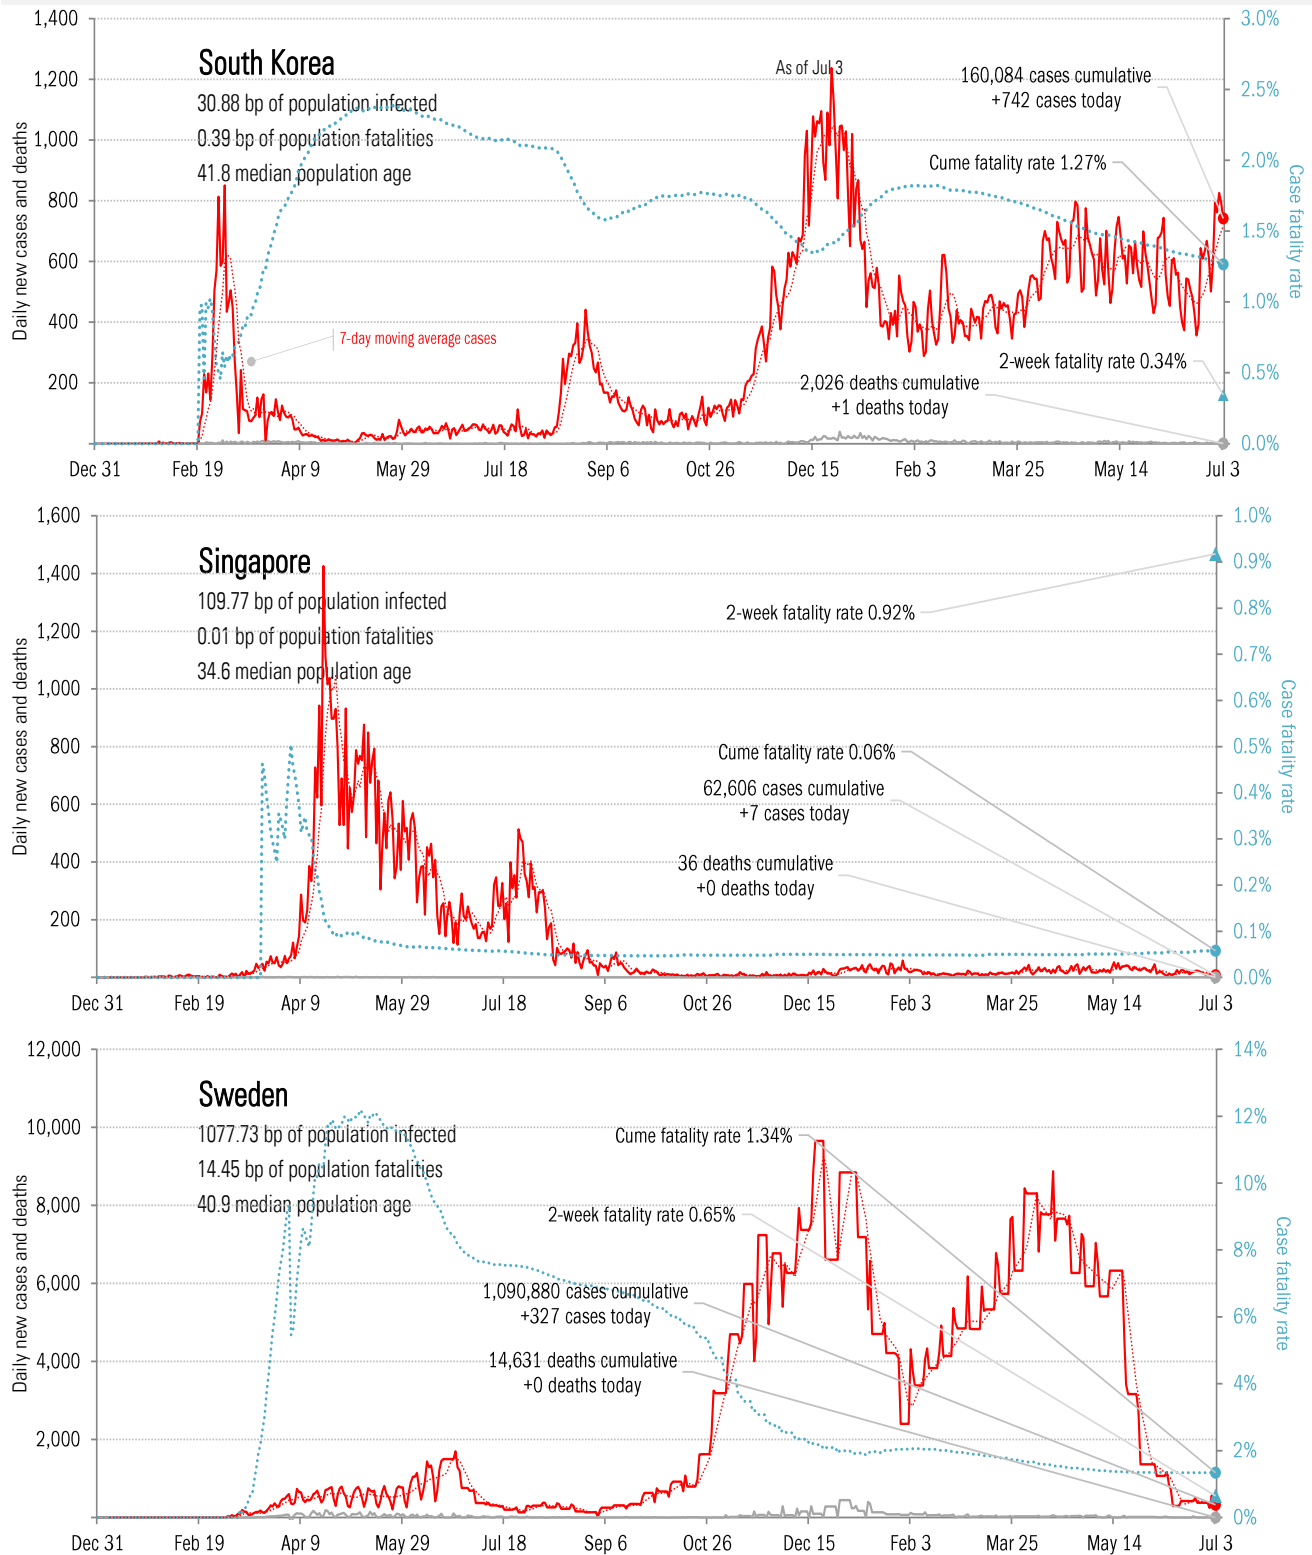 1,400
1,200
1,000
800
600
400
200
Daily new cases and deaths
South Korea
30.88 bp of population infected
0.39 bp of population fatalities
41.8 median population age
7-day moving average cases
As of Jul 3
160,084 cases cumulative
+742 cases today
Cume fatality rate 1.27%
2-week fatality rate 0.34%
2,026 deaths cumulative
+1 deaths today
3.0%
2.5%
2.0%
1.5%
1.0%
0.5%
0.0%
Case fatality rate
Dec 31 Feb 19 Apr 9 May 29 Jul 18 Sep 6 Oct 26 Dec 15 Feb 3 Mar 25 May 14 Jul 3
1,600
1,400
1,200
1,000
800
600
400
200
Daily new cases and deaths
Singapore
109.77 bp of population infected
0.01 bp of population fatalities
34.6 median population age
2-week fatality rate 0.92%
Cume fatality rate 0.06%
62,606 cases cumulative
+7 cases today
36 deaths cumulative
+0 deaths today
1.0%
0.9%
0.8%
0.7%
0.6%
0.5%
0.4%
0.3%
0.2%
0.1%
0.0%
Case fatality rate
Dec 31 Feb 19 Apr 9 May 29 Jul 18 Sep 6 Oct 26 Dec 15 Feb 3 Mar 25 May 14 Jul 3
12,000
10,000
8,000
6,000
4,000
2,000
Daily new cases and deaths
Sweden
1077.73 bp of population infected
14.45 bp of population fatalities
40.9 median population age
Cume fatality rate 1.34%
2-week fatality rate 0.65%
1,090,880 cases cumulative
+327 cases today
14,631 deaths cumulative
+0 deaths today
14%
12%
10%
8%
6%
4%
2%
0%
Case fatality rate
Dec 31 Feb 19 Apr 9 May 29 Jul 18 Sep 6 Oct 26 Dec 15 Feb 3 Mar 25 May 14 Jul 3